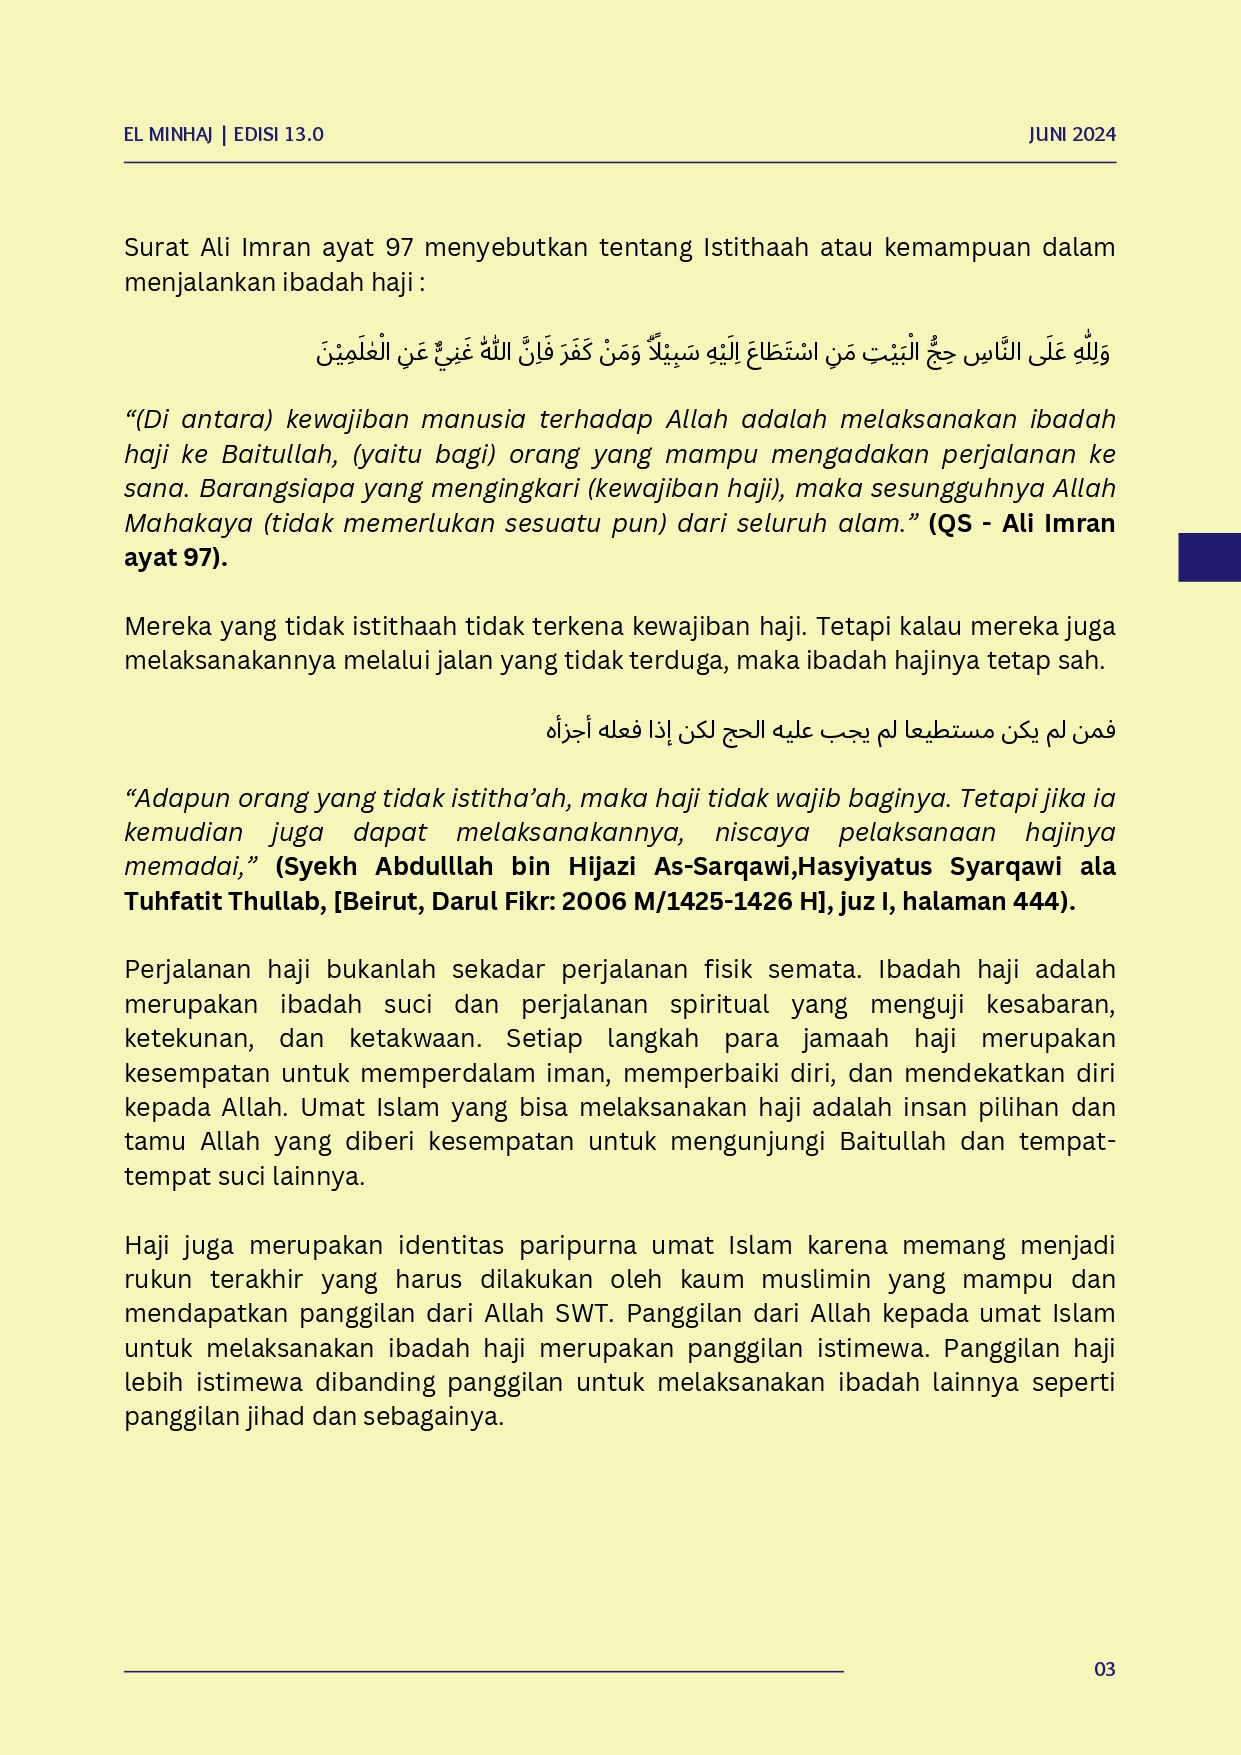 EL MINHAJ | EDISI 13.0
JUNI 2024
Surat Ali Imran ayat 97 menyebutkan tentang Istithaah atau kemampuan dalam
menjalankan ibadah haji :
وَلِلّٰهِ عَلَى النَّاسِ حِجُّ الْبَيْتِ مَنِ اسْتَطَاعَ اِلَيْهِ سَبِيْلًاۗ وَمَنْ كَفَرَ فَاِنَّ اللّٰهَ غَنِيٌّ عَنِ الْعٰلَمِيْنَ
“(Di antara) kewajiban manusia terhadap Allah adalah melaksanakan ibadah
haji ke Baitullah, (yaitu bagi) orang yang mampu mengadakan perjalanan ke
sana. Barangsiapa yang mengingkari (kewajiban haji), maka sesungguhnya Allah
Mahakaya (tidak memerlukan sesuatu pun) dari seluruh alam.” (QS - Ali Imran
ayat 97).
Mereka yang tidak istithaah tidak terkena kewajiban haji. Tetapi kalau mereka juga
melaksanakannya melalui jalan yang tidak terduga, maka ibadah hajinya tetap sah.
فمن لم يكن مستطيعا لم يجب عليه الحج لكن إذا فعله أجزأه
“Adapun orang yang tidak istitha’ah, maka haji tidak wajib baginya. Tetapi jika ia
kemudian juga dapat melaksanakannya, niscaya pelaksanaan hajinya
memadai,” (Syekh Abdulllah bin Hijazi As-Sarqawi,Hasyiyatus Syarqawi ala
Tuhfatit Thullab, [Beirut, Darul Fikr: 2006 M/1425-1426 H], juz I, halaman 444).
Perjalanan haji bukanlah sekadar perjalanan fisik semata. Ibadah haji adalah
merupakan ibadah suci dan perjalanan spiritual yang menguji kesabaran,
ketekunan, dan ketakwaan. Setiap langkah para jamaah haji merupakan
kesempatan untuk memperdalam iman, memperbaiki diri, dan mendekatkan diri
kepada Allah. Umat Islam yang bisa melaksanakan haji adalah insan pilihan dan
tamu Allah yang diberi kesempatan untuk mengunjungi Baitullah dan tempat-
tempat suci lainnya.
Haji juga merupakan identitas paripurna umat Islam karena memang menjadi
rukun terakhir yang harus dilakukan oleh kaum muslimin yang mampu dan
mendapatkan panggilan dari Allah SWT. Panggilan dari Allah kepada umat Islam
untuk melaksanakan ibadah haji merupakan panggilan istimewa. Panggilan haji
lebih istimewa dibanding panggilan untuk melaksanakan ibadah lainnya seperti
panggilan jihad dan sebagainya.
03